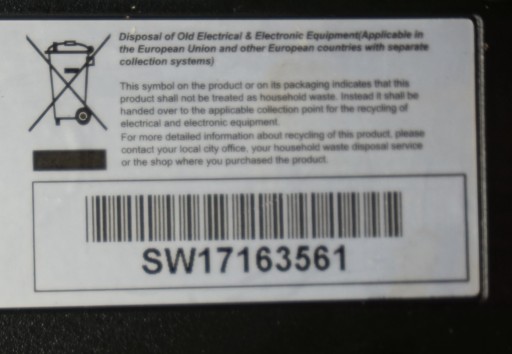 Disposal of Old Electrical & Electronic Equipment(Applicable in
the European Union and other European countries with separate
collection systems)
This symbol on the product or on its packaging indicates that this
product shall not be treated as household waste. Instead it shall be
handed over to the applicable collection point for the recycling of
electrical and electronic equipment.
For more detailed information about recycling of this product, please
contact your local city office, your household waste disposal service
or the shop where you purchased the product.
SW17163561